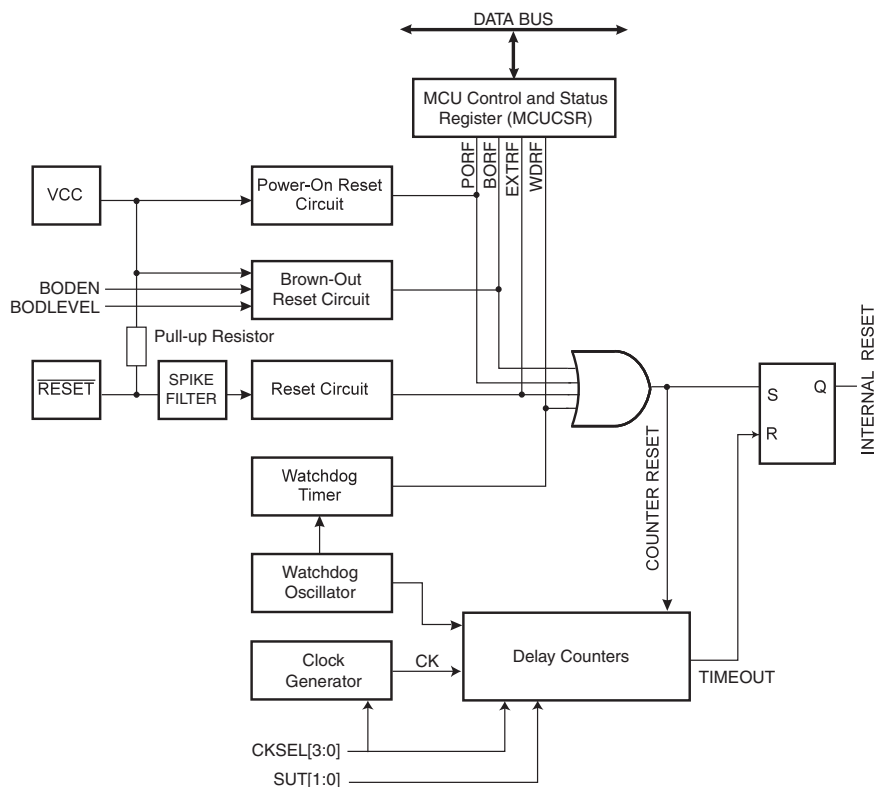 DATA BUS
MCU Control and Status
Register (MCUCSR)
PORF
BORF
EXTRF
WDRF
VCC
Power-On Reset
Circuit
BODEN
BODLEVEL
Brown-Out
Reset Circuit
Pull-up Resistor
RESET
SPIKE
FILTER
Reset Circuit
S
Q
R
INTERNAL RESET
Watchdog
Timer
COUNTER RESET
Watchdog
Oscillator
Clock
Generator
CK
Delay Counters
TIMEOUT
CKSEL[3:0]
SUT[1:0]